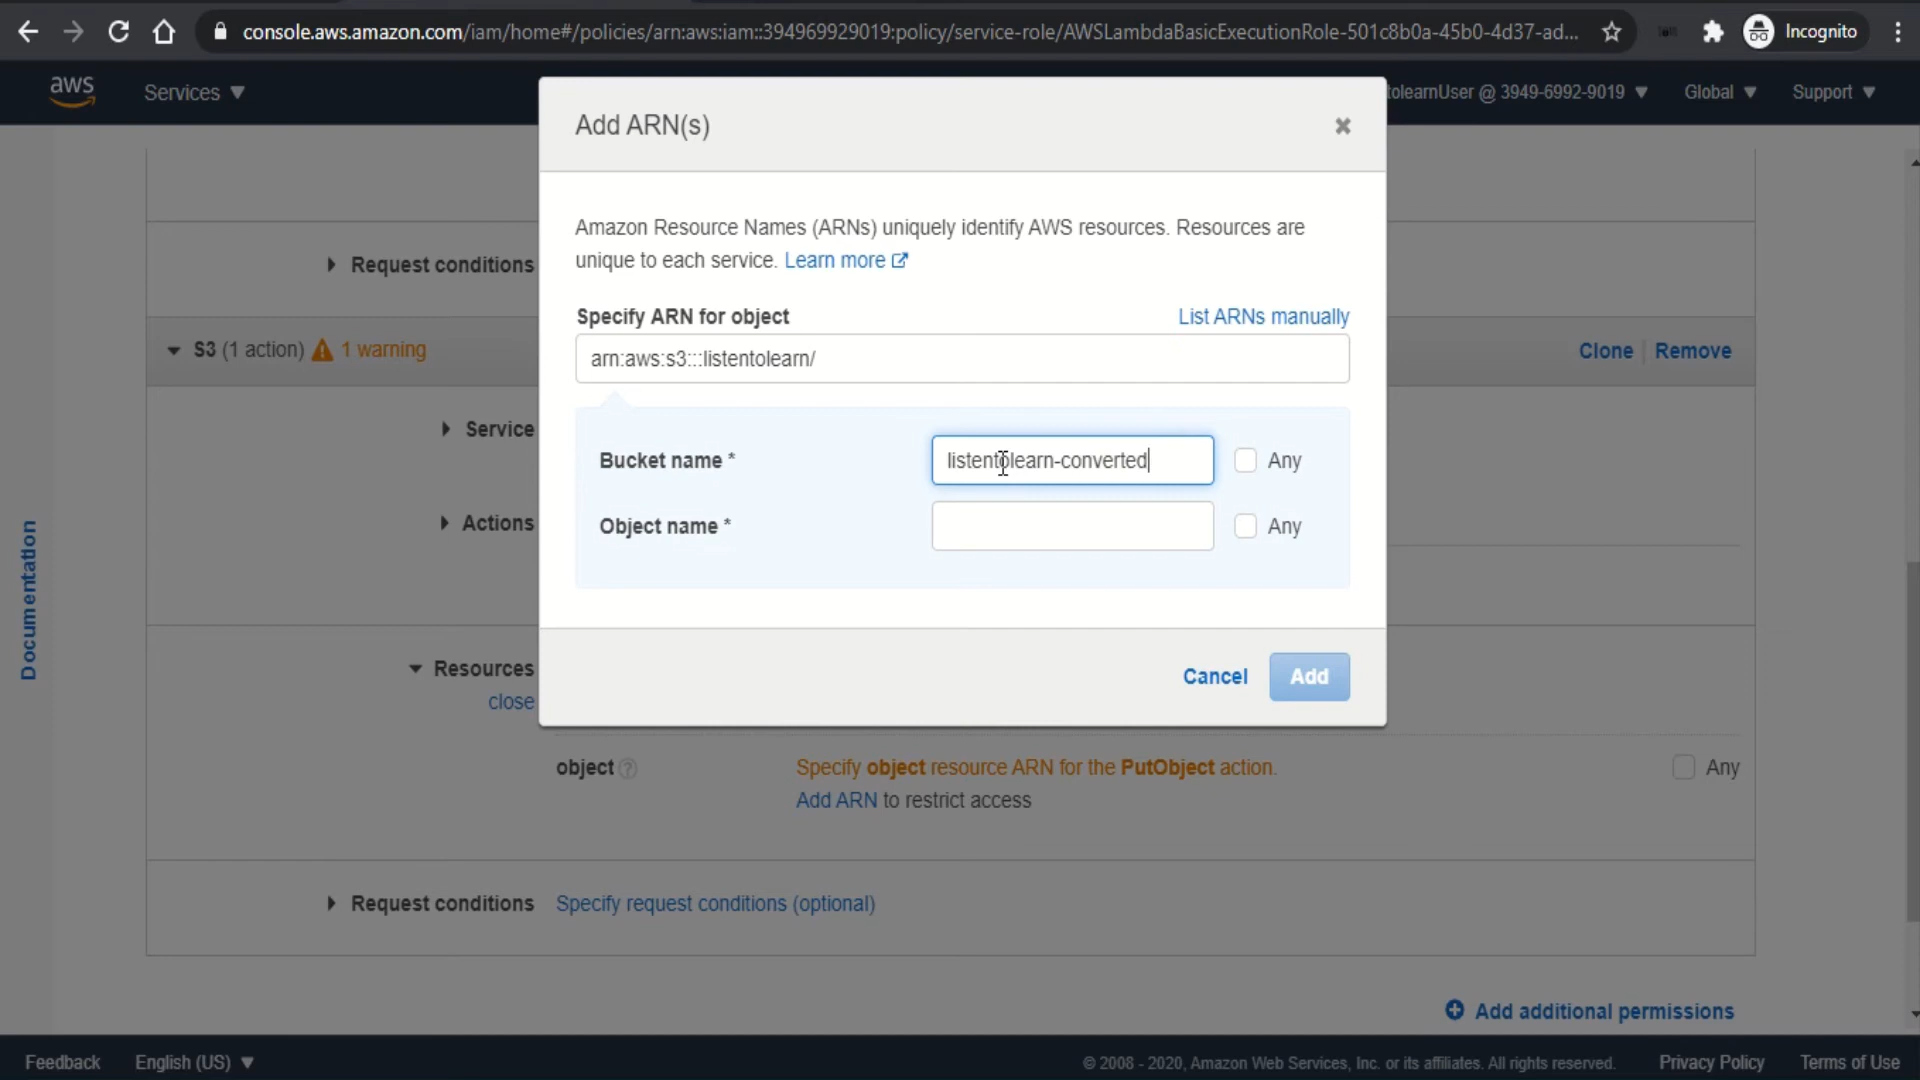 console.aws.amazon.com/iam/home#/policies/arn:aws:iam::394969929019:policy/service-role/AWSLambdaBasicExecutionRole-501c8b0a-45b0-4d37-ad...
Incognito
aws
Services
tolearnUser @ 3949-6992-9019
Global
Support
Add ARN(s)
Amazon Resource Names (ARNs) uniquely identify AWS resources. Resources are
unique to each service. Learn more
Request conditions
Specify ARN for object
List ARNs manually
arn:aws:s3:::listentolearn/
S3 (1 action) 1 warning
Clone Remove
Service
Bucket name *
listentolearn-converted
Any
Actions
Object name *
Any
Documentation
Resources
close
Cancel
Add
object
Specify object resource ARN for the PutObject action.
Any
Add ARN to restrict access
Request conditions
Specify request conditions (optional)
Add additional permissions
Feedback
English (US)
© 2008 - 2020, Amazon Web Services, Inc. or its affiliates. All rights reserved.
Privacy Policy
Terms of Use